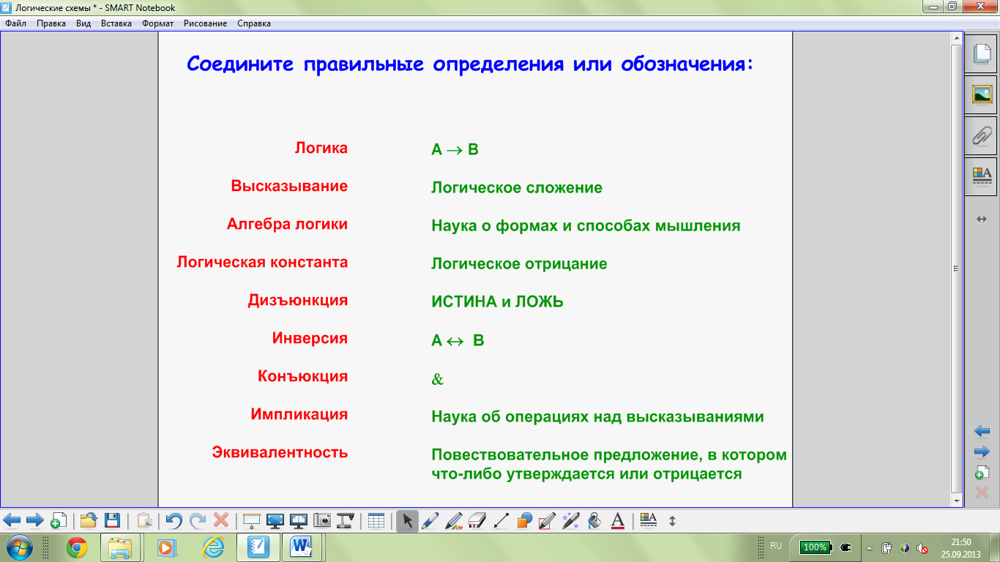 Логические схемы * - SMART Notebook
Файл Правка Вид Вставка Формат Рисование Справка
Соедините правильные определения или обозначения:
Логика A → B
Высказывание Логическое сложение
Алгебра логики Наука о формах и способах мышления
Логическая константа Логическое отрицание
Дизъюнкция ИСТИНА и ЛОЖЬ
Инверсия A ↔ B
Конъюкция &
Импликация Наука об операциях над высказываниями
Эквивалентность Повествовательное предложение, в котором
что-либо утверждается или отрицается
RU 100% 21:50
25.09.2013